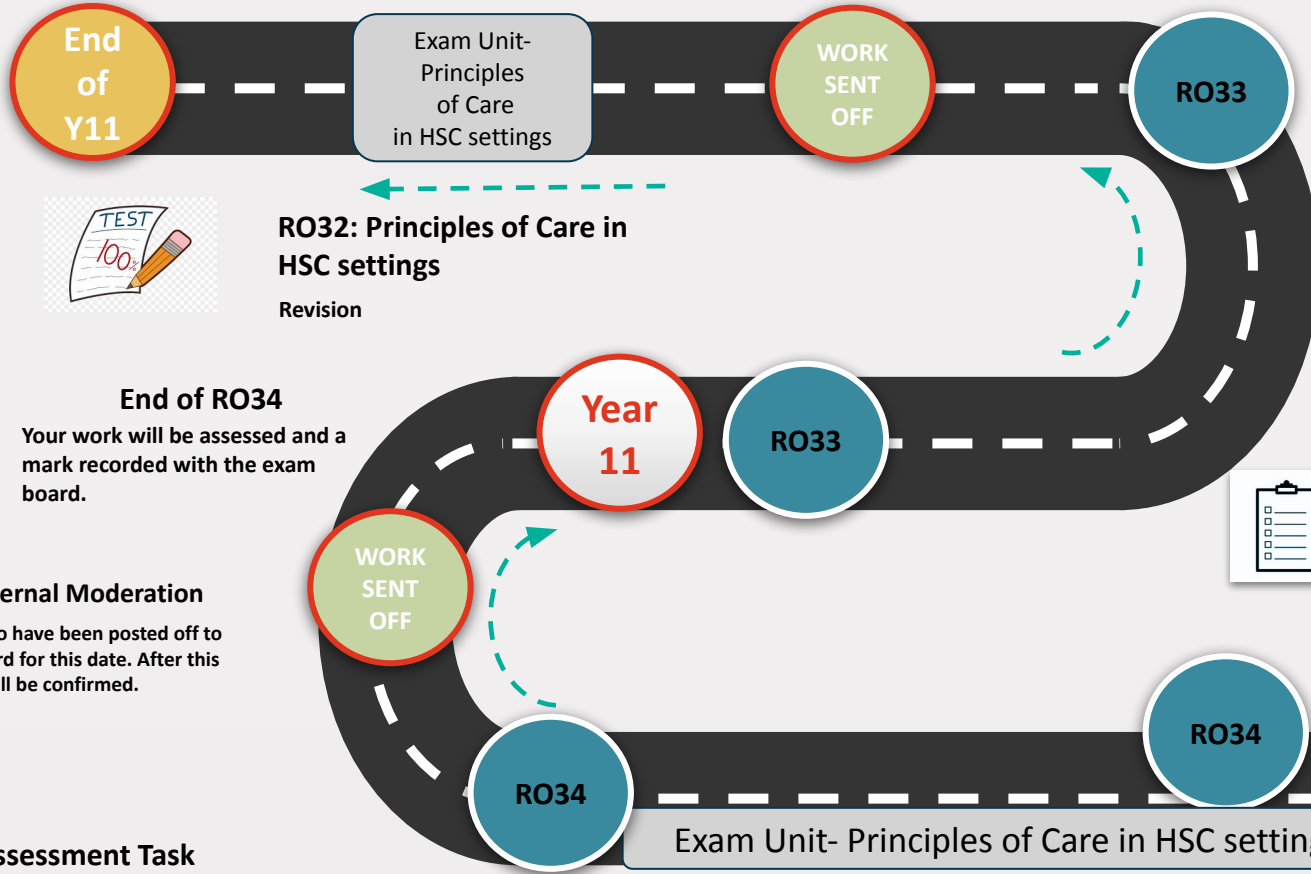 End
of
Y11
Exam Unit-
Principles
of Care
in HSC settings
WORK
SENT
OFF
RO33
TEST
100%
RO32: Principles of Care in
HSC settings
Revision
End of RO34
Your work will be assessed and a
mark recorded with the exam
board.
Year
11
RO33
WORK
SENT
OFF
ernal Moderation
o have been posted off to
rd for this date. After this
ll be confirmed.
RO34
RO34
Exam Unit- Principles of Care in HSC settin
ssessment Task